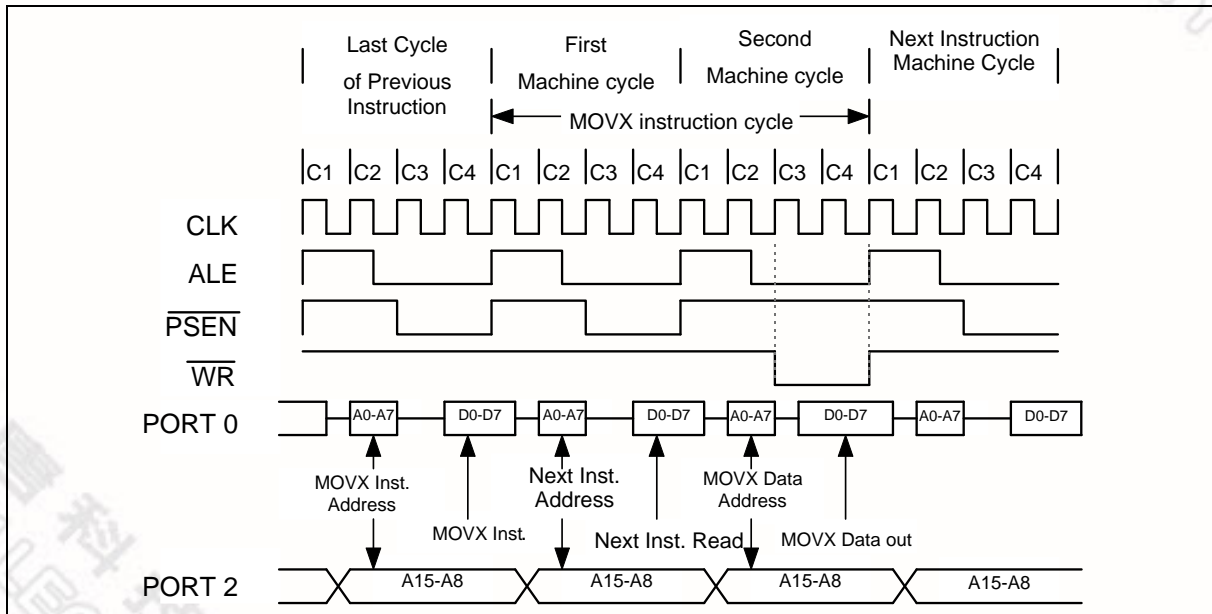 Last Cycle
of Previous
Instruction
First
Machine cycle
Second
Machine cycle
Next Instruction
Machine Cycle
MOVX instruction cycle
C1 C2 C3 C4 C1 C2 C3 C4 C1 C2 C3 C4 C1 C2 C3 C4
CLK
ALE
PSEN
WR
PORT 0
A0-A7 D0-D7 A0-A7 D0-D7 A0-A7 D0-D7 A0-A7 D0-D7
MOVX Inst.
Address
MOVX Inst.
Next Inst.
Address
Next Inst. Read
MOVX Data
Address
MOVX Data out
PORT 2
A15-A8 A15-A8 A15-A8 A15-A8